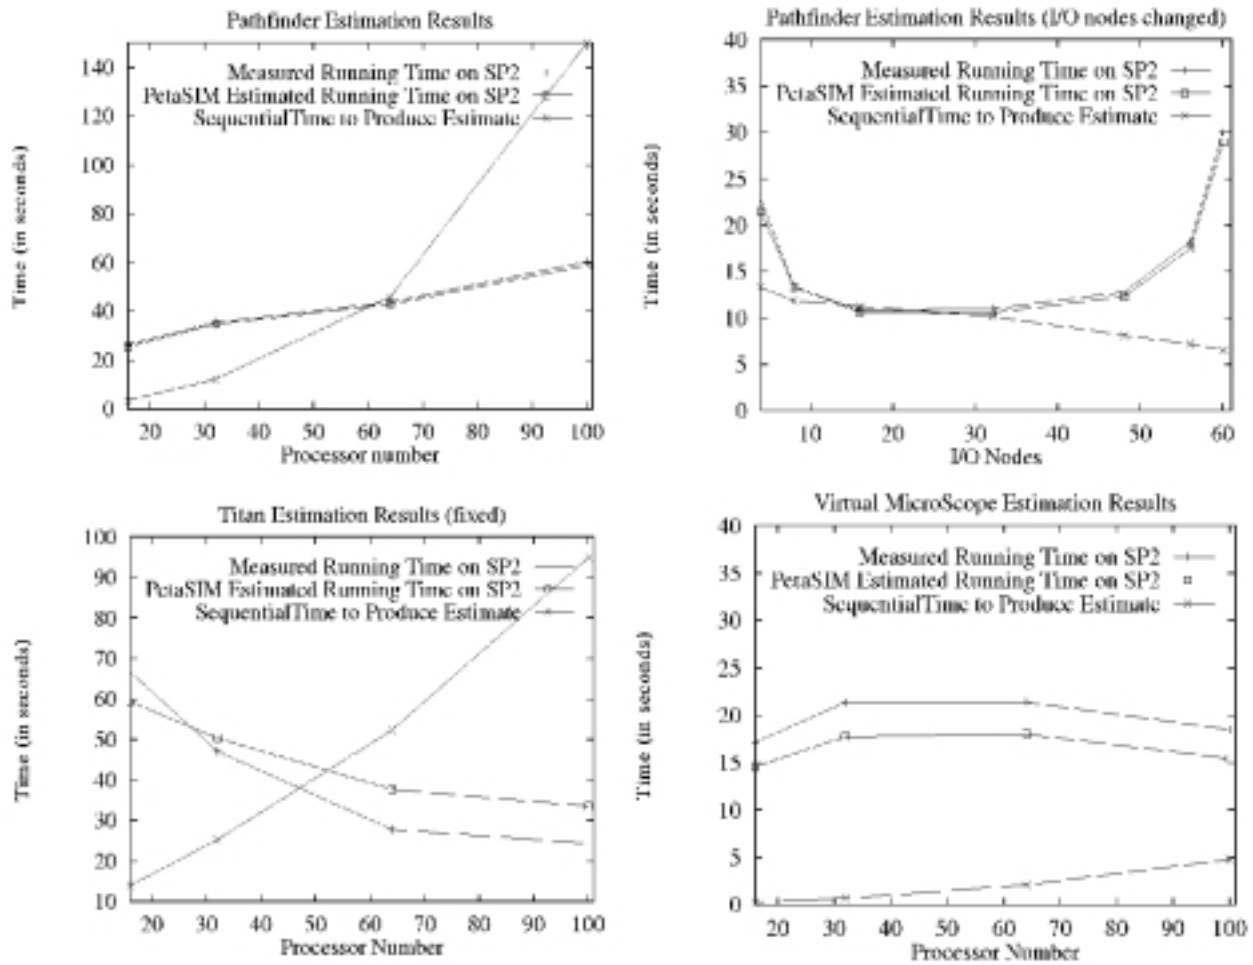 Pathfinder Estimation Results
Measured Running Time on SP2
PetaSIM Estimated Running Time on SP2
SequentialTime to Produce Estimate
Time (in seconds)
140
120
100
80
60
40
20
0
20 30 40 50 60 70 80 90 100
Processor number
Pathfinder Estimation Results (I/O nodes changed)
Measured Running Time on SP2
PetaSIM Estimated Running Time on SP2
SequentialTime to Produce Estimate
Time (in seconds)
40
35
30
25
20
15
10
5
0
10 20 30 40 50 60
I/O Nodes
Titan Estimation Results (fixed)
Measured Running Time on SP2
PetaSIM Estimated Running Time on SP2
SequentialTime to Produce Estimate
Time (in seconds)
100
90
80
70
60
50
40
30
20
10
20 30 40 50 60 70 80 90 100
Processor Number
Virtual MicroScope Estimation Results
Measured Running Time on SP2
PetaSIM Estimated Running Time on SP2
SequentialTime to Produce Estimate
Time (in seconds)
40
35
30
25
20
15
10
5
0
20 30 40 50 60 70 80 90 100
Processor Number